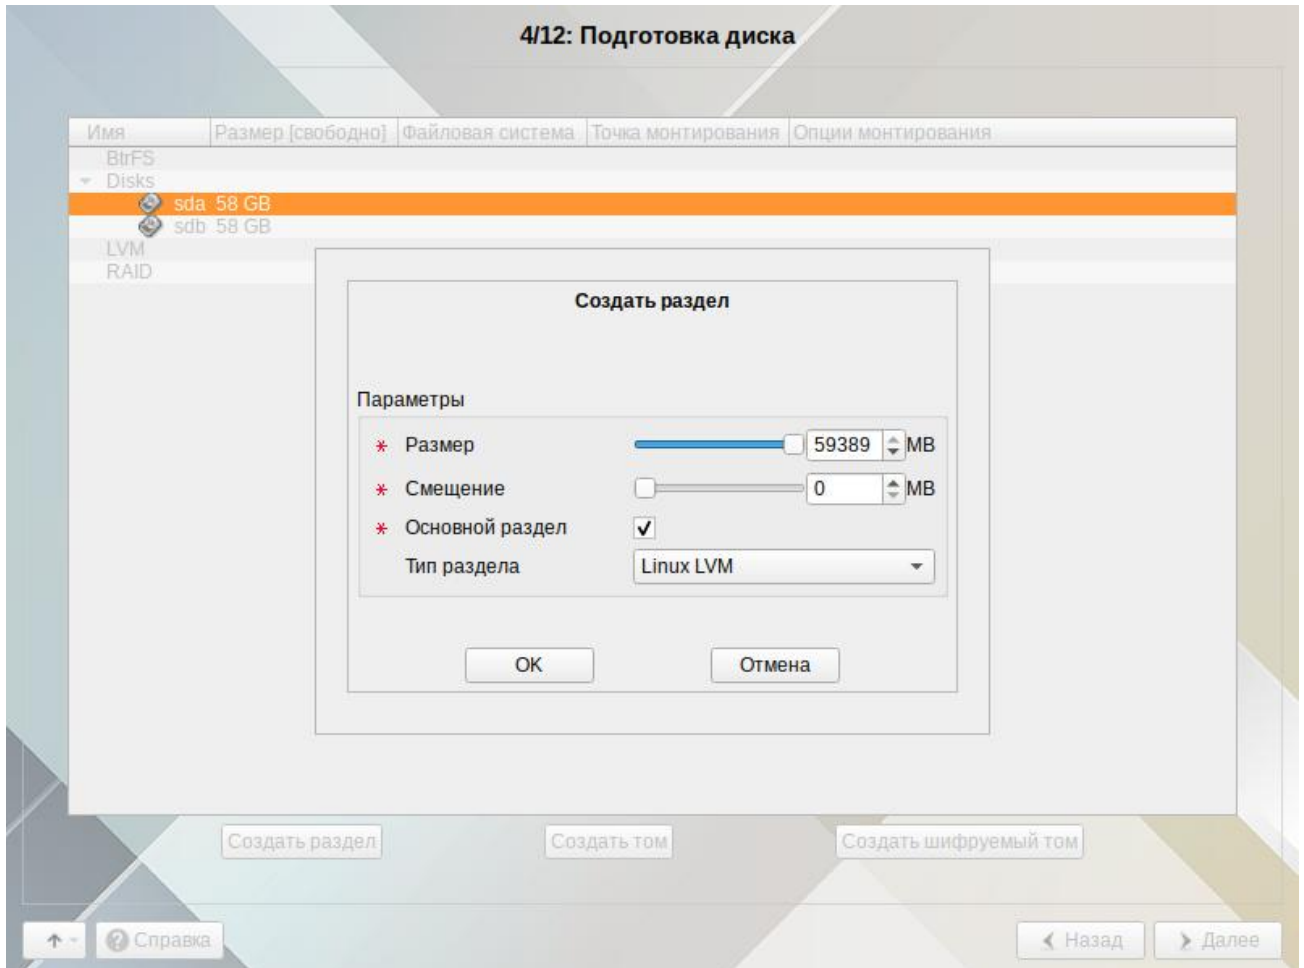 4/12: Подготовка диска
Имя Размер [свободно] Файловая система Точка монтирования Опции монтирования
BtrFS
Disks
sda 58 GB
sdb 58 GB
LVM
RAID
Создать раздел
Параметры
* Размер 59389 MB
* Смещение 0 MB
* Основной раздел
Тип раздела Linux LVM
OK Отмена
Создать раздел Создать том Создать шифруемый том
Справка Назад Далее